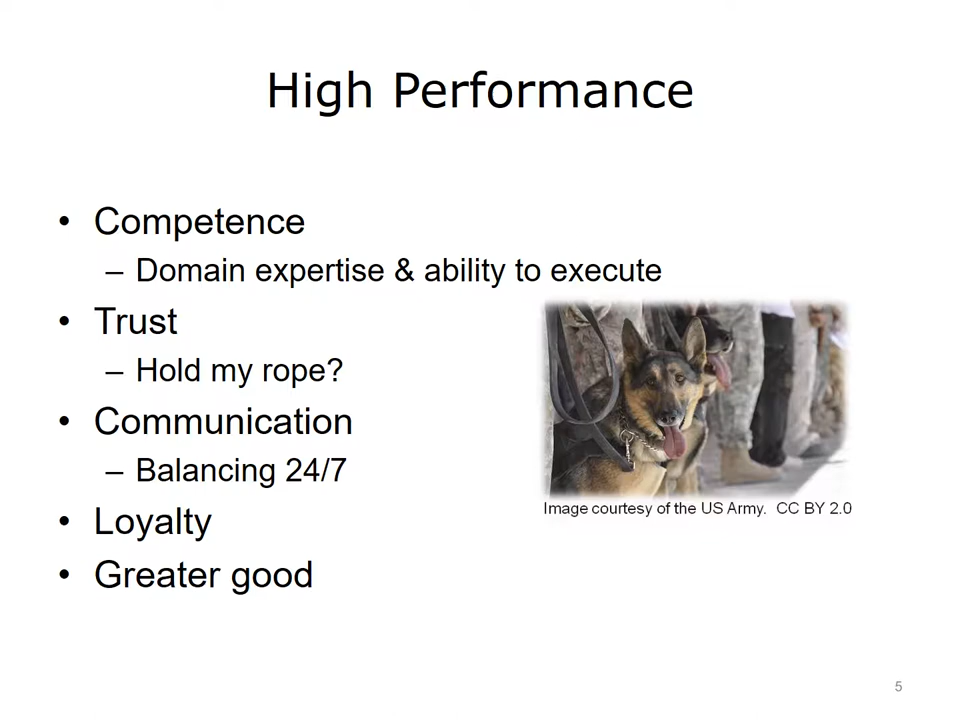 High Performance
• Competence
– Domain expertise & ability to execute
• Trust
– Hold my rope?
• Communication
– Balancing 24/7
• Loyalty
• Greater good
Image courtesy of the US Army. CC BY 2.0
5